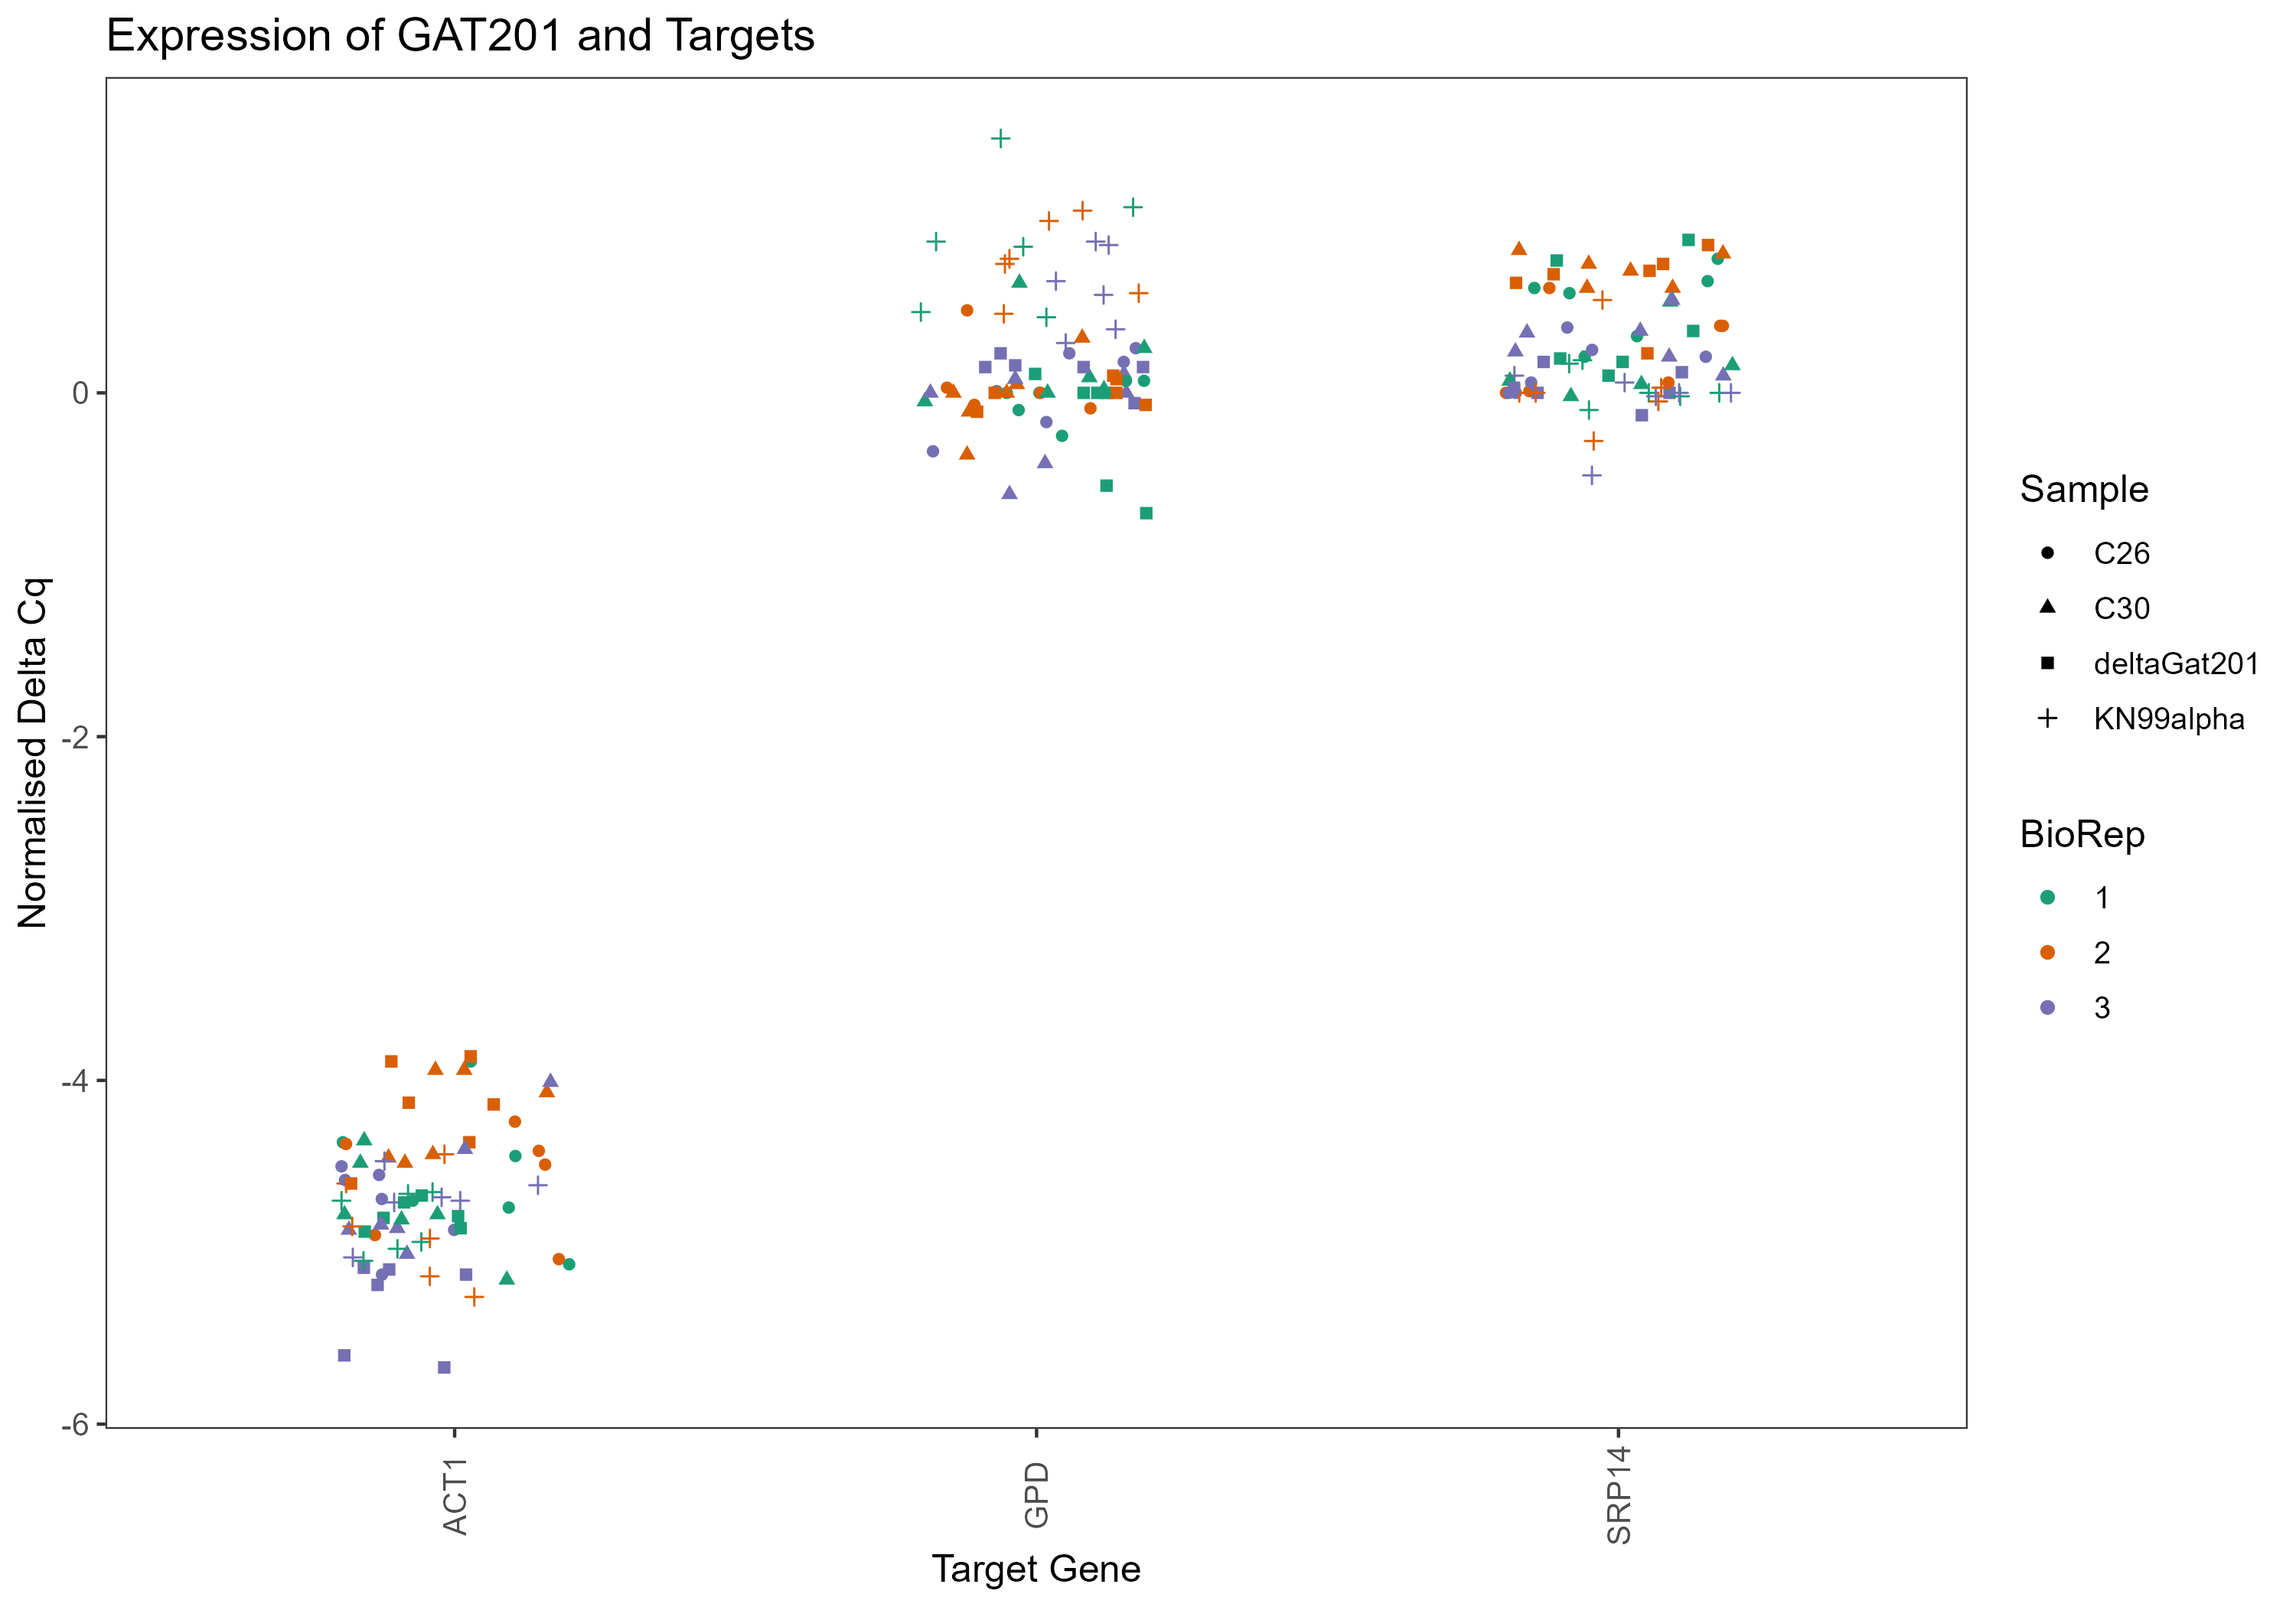 Expression of GAT201 and Targets
Normalised Delta Cq
0
-2
-4
-6
ACT1
GPD
SRP14
Target Gene
Sample
C26
C30
deltaGat201
KN99alpha
BioRep
1
2
3